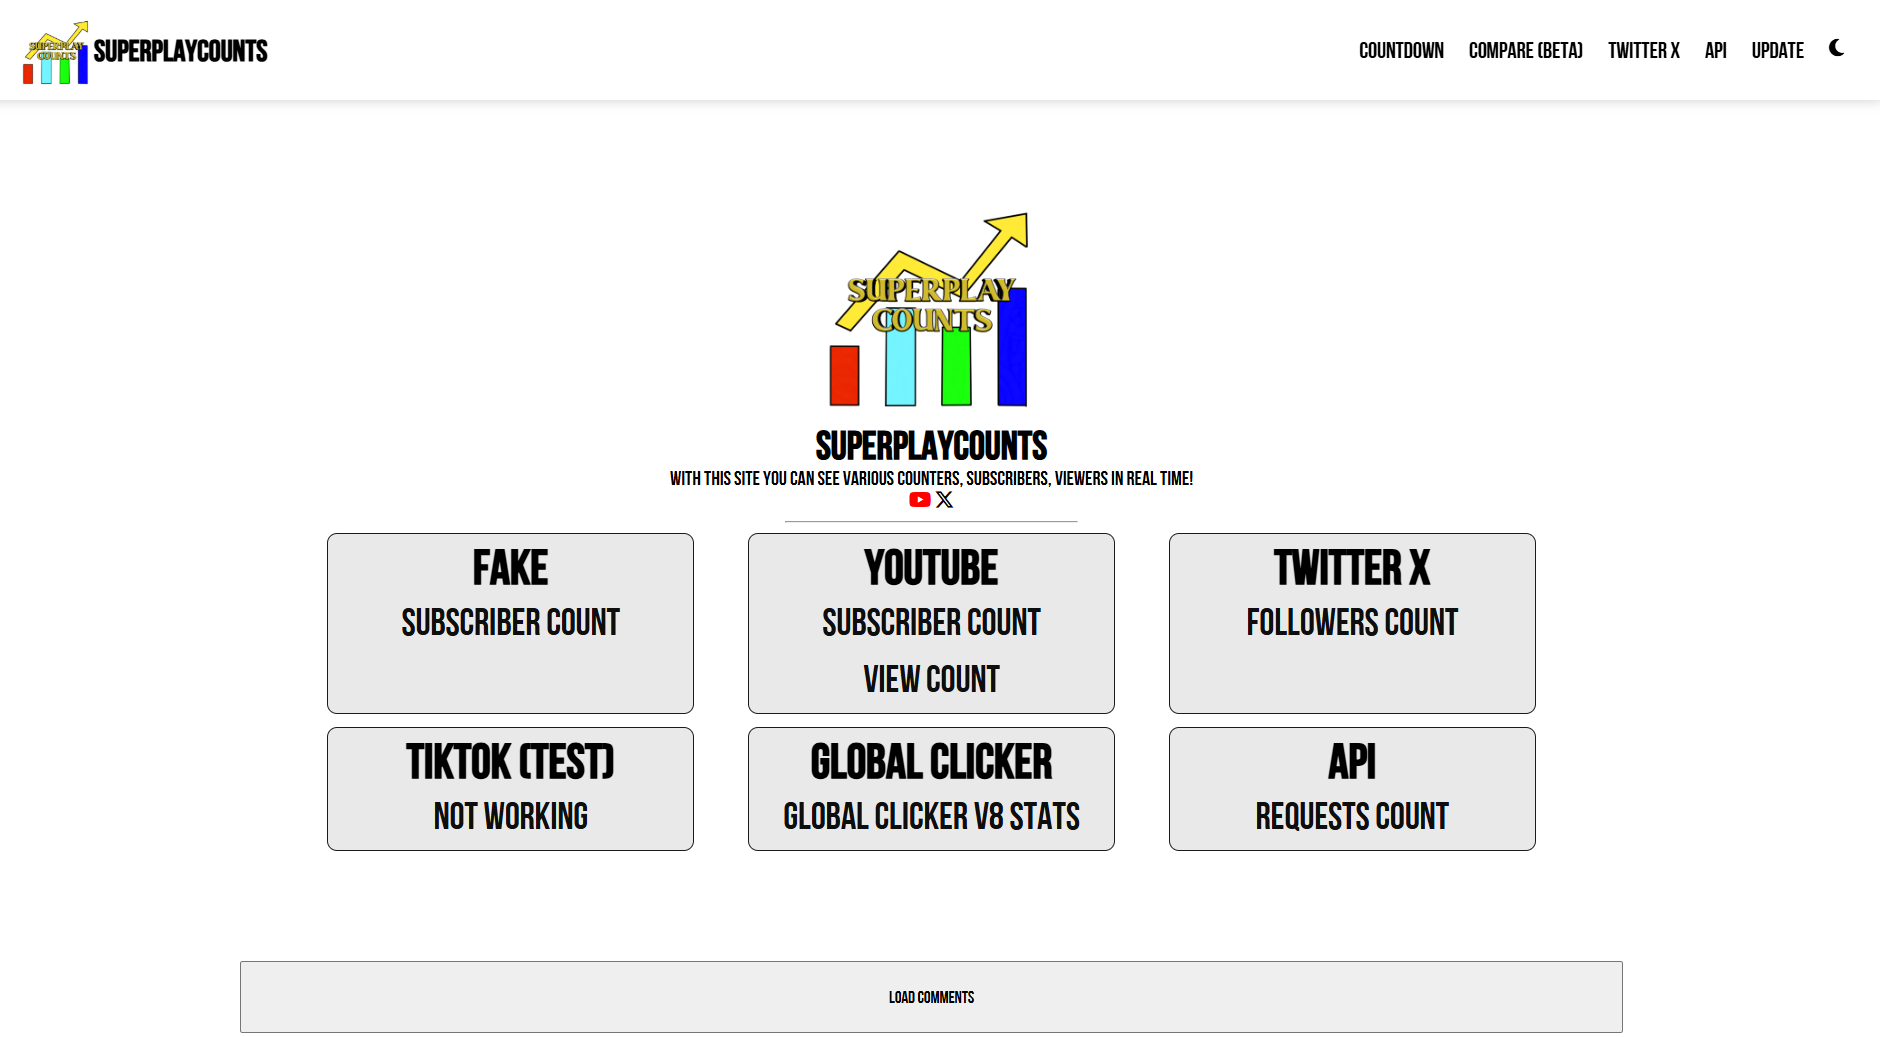 SUPERPLAY
COUNTS
SUPERPLAYCOUNTS
COUNTDOWN COMPARE (BETA) TWITTER X API UPDATE
SUPERPLAY
COUNTS
SUPERPLAYCOUNTS
WITH THIS SITE YOU CAN SEE VARIOUS COUNTERS, SUBSCRIBERS, VIEWERS IN REAL TIME!
FAKE
SUBSCRIBER COUNT
YOUTUBE
SUBSCRIBER COUNT
VIEW COUNT
TWITTER X
FOLLOWERS COUNT
TIKTOK (TEST)
NOT WORKING
GLOBAL CLICKER
GLOBAL CLICKER V8 STATS
API
REQUESTS COUNT
LOAD COMMENTS